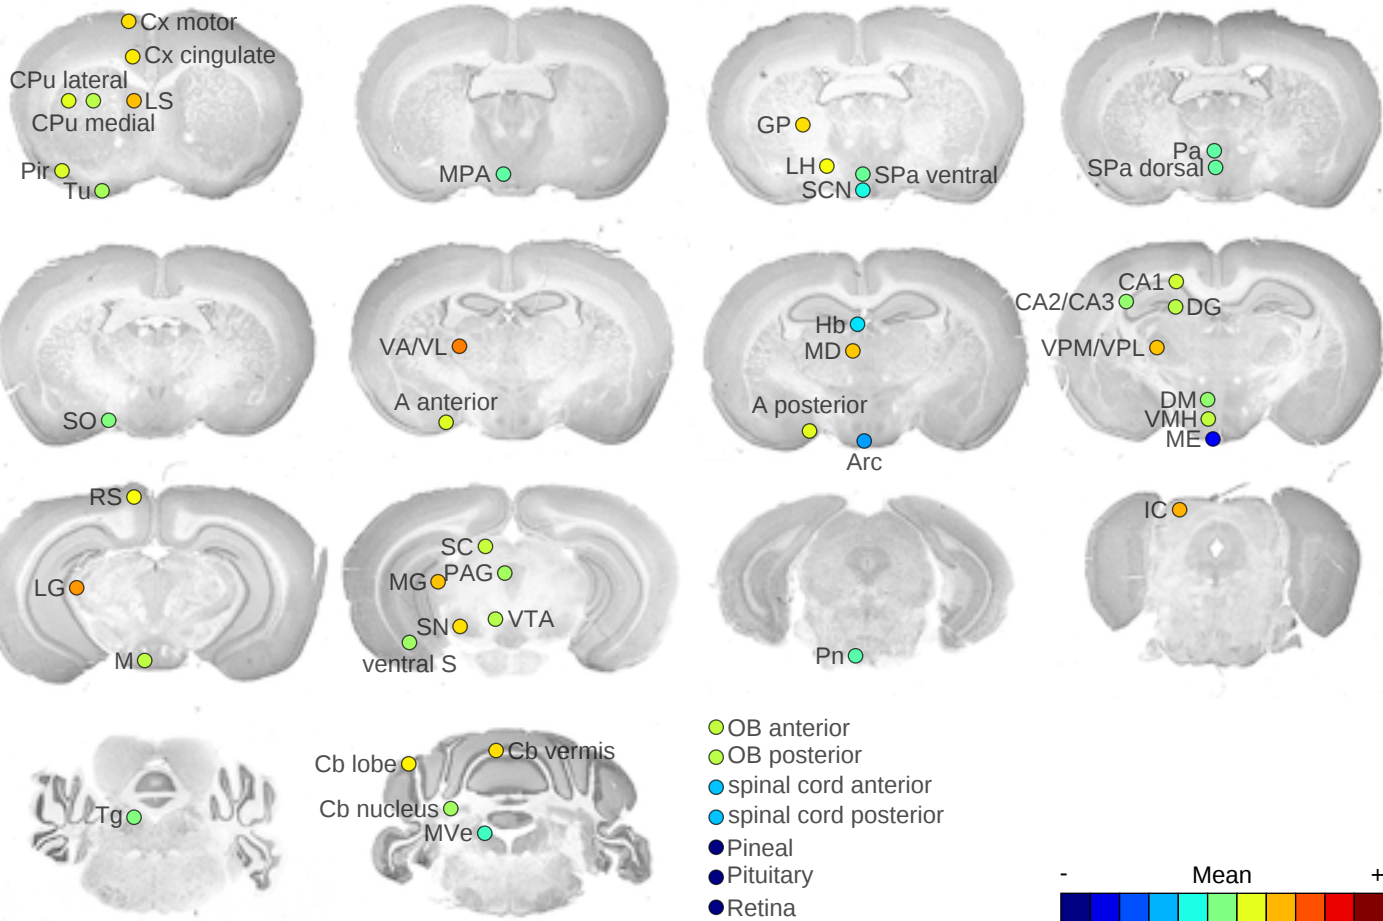 Cx motor
Cx cingulate
CPu lateral
LS
CPu medial
Pir
Tu
MPA
GP
LH
SPa ventral
SCN
Pa
SPa dorsal
SO
VA/VL
A anterior
Hb
MD
A posterior
Arc
CA1
CA2/CA3
DG
VPM/VPL
DM
VMH
ME
RS
LG
M
SC
PAG
MG
VTA
SN
ventral S
Pn
IC
Tg
Cb lobe
Cb vermis
Cb nucleus
MVe
OB anterior
OB posterior
spinal cord anterior
spinal cord posterior
Pineal
Pituitary
Retina
- Mean +